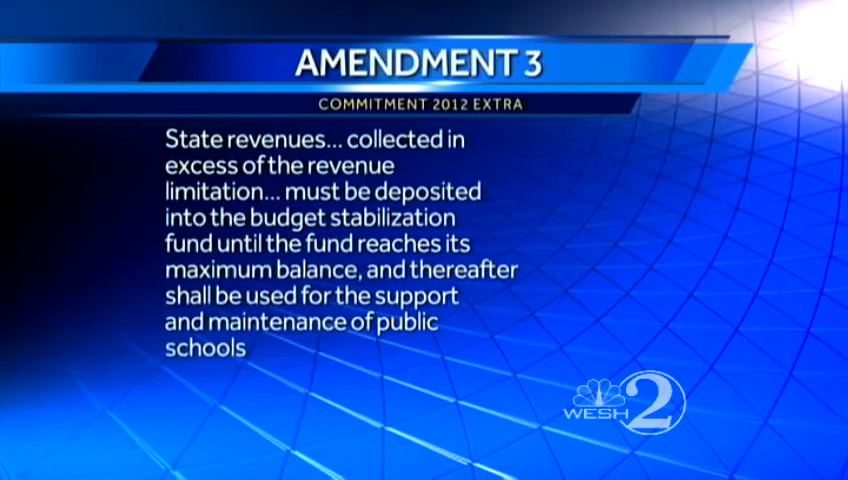 AMENDMENT 3
COMMITMENT 2012 EXTRA
State revenues... collected in
excess of the revenue
limitation... must be deposited
into the budget stabilization
fund until the fund reaches its
maximum balance, and thereafter
shall be used for the support
and maintenance of public
schools
WESH 2